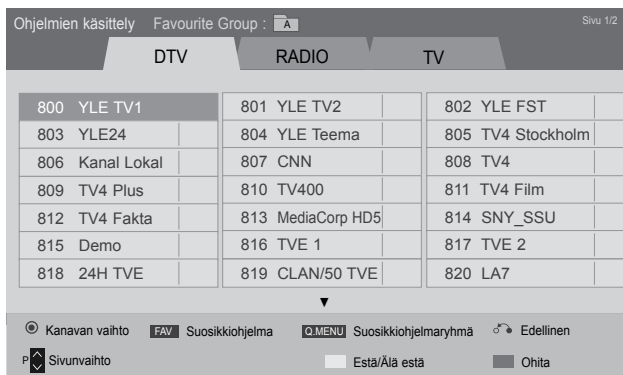 Ohjelmien käsittely Favourite Group : A Sivu 1/2
DTV RADIO TV
800 YLE TV1 801 YLE TV2 802 YLE FST
803 YLE24 804 YLE Teema 805 TV4 Stockholm
806 Kanal Lokal 807 CNN 808 TV4
809 TV4 Plus 810 TV400 811 TV4 Film
812 TV4 Fakta 813 MediaCorp HD5 814 SNY_SSU
815 Demo 816 TVE 1 817 TVE 2
818 24H TVE 819 CLAN/50 TVE 820 LA7
Kanavan vaihto FAV Suosikkiohjelma Q.MENU Suosikkiohjelmaryhmä Edellinen
P Sivunvaihto Estä/Älä estä Ohita